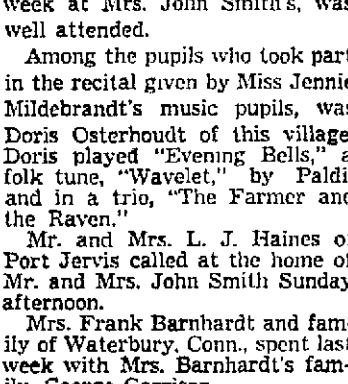 week at Mrs. John Smith's, was
well attended.
Among the pupils who took part
in the recital given by Miss Jennie
Mildebrandt's music pupils, was
Doris Osterhoudt of this village.
Doris played "Evening Bells," a
folk tune, "Wavelet," by Paldi
and in a trio, "The Farmer and
the Raven."
Mr. and Mrs. L. J. Haines of
Port Jervis called at the home of
Mr. and Mrs. John Smith Sunday
afternoon.
Mrs. Frank Barnhardt and fam-
ily of Waterbury, Conn., spent last
week with Mrs. Barnhardt's fam-
ily, George Garrison